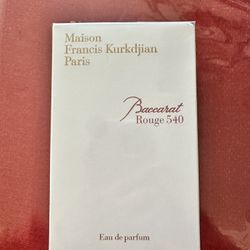 Maison
Francis Kurkdjian
Paris
Baccarat
Rouge 540
Eau de parfum